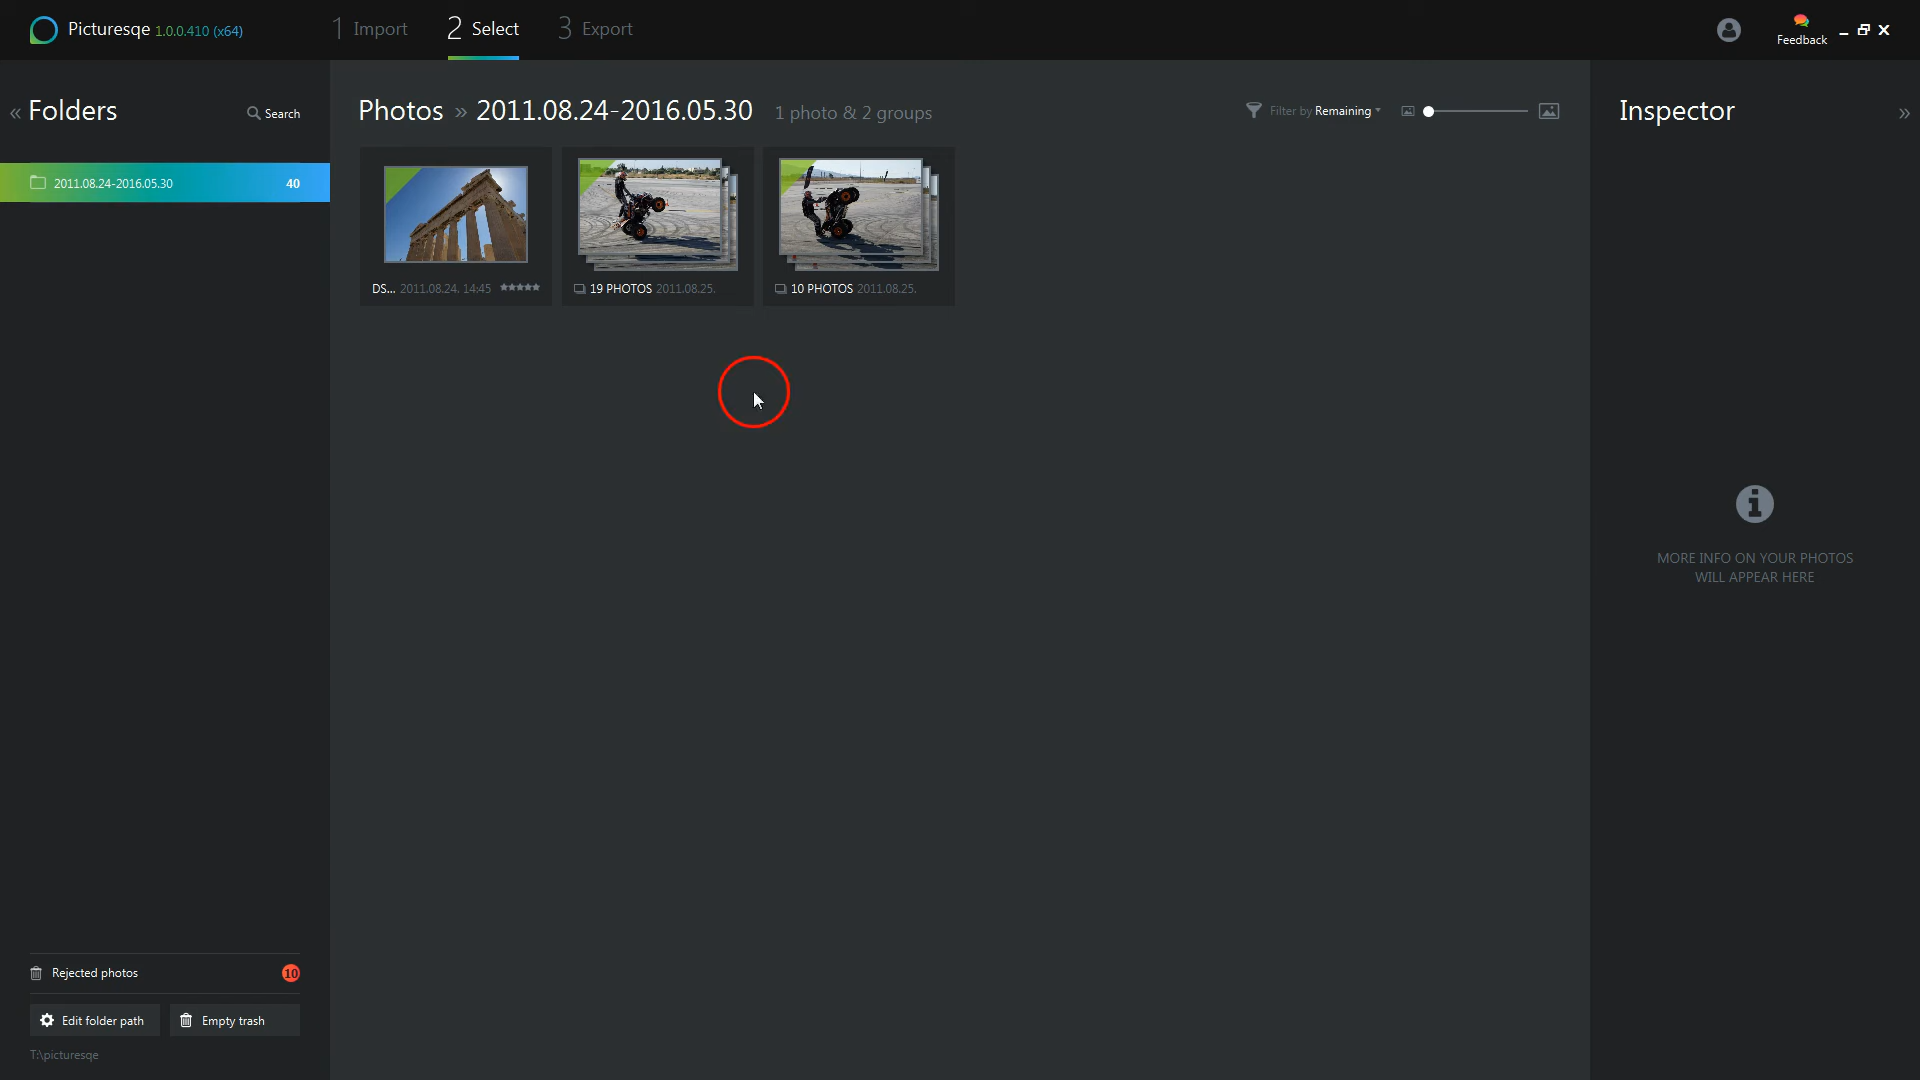 Picturesqe 1.0.0.410 (x64)
1 Import
2 Select
3 Export
Feedback
« Folders
Search
Photos » 2011.08.24-2016.05.30 1 photo & 2 groups
Filter by Remaining
Inspector »
2011.08.24-2016.05.30 40
DS... 2011.08.24. 14:45 ★★★★★
19 PHOTOS 2011.08.25.
10 PHOTOS 2011.08.25.
MORE INFO ON YOUR PHOTOS
WILL APPEAR HERE
Rejected photos 10
Edit folder path
Empty trash
T:\picturesqe